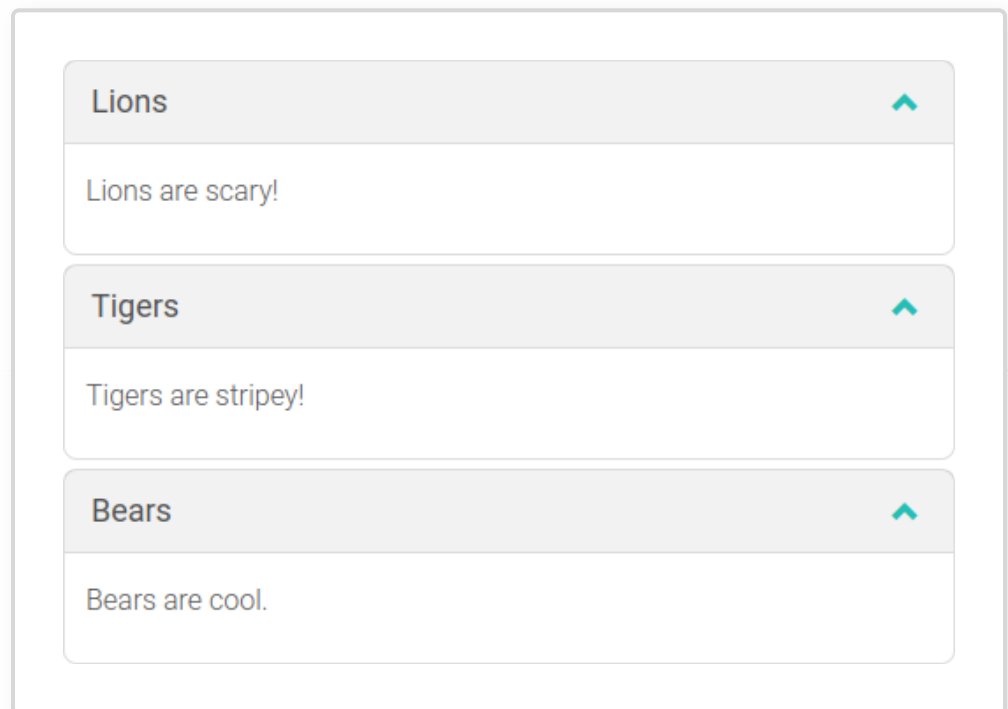 Lions
Lions are scary!
Tigers
Tigers are stripey!
Bears
Bears are cool.